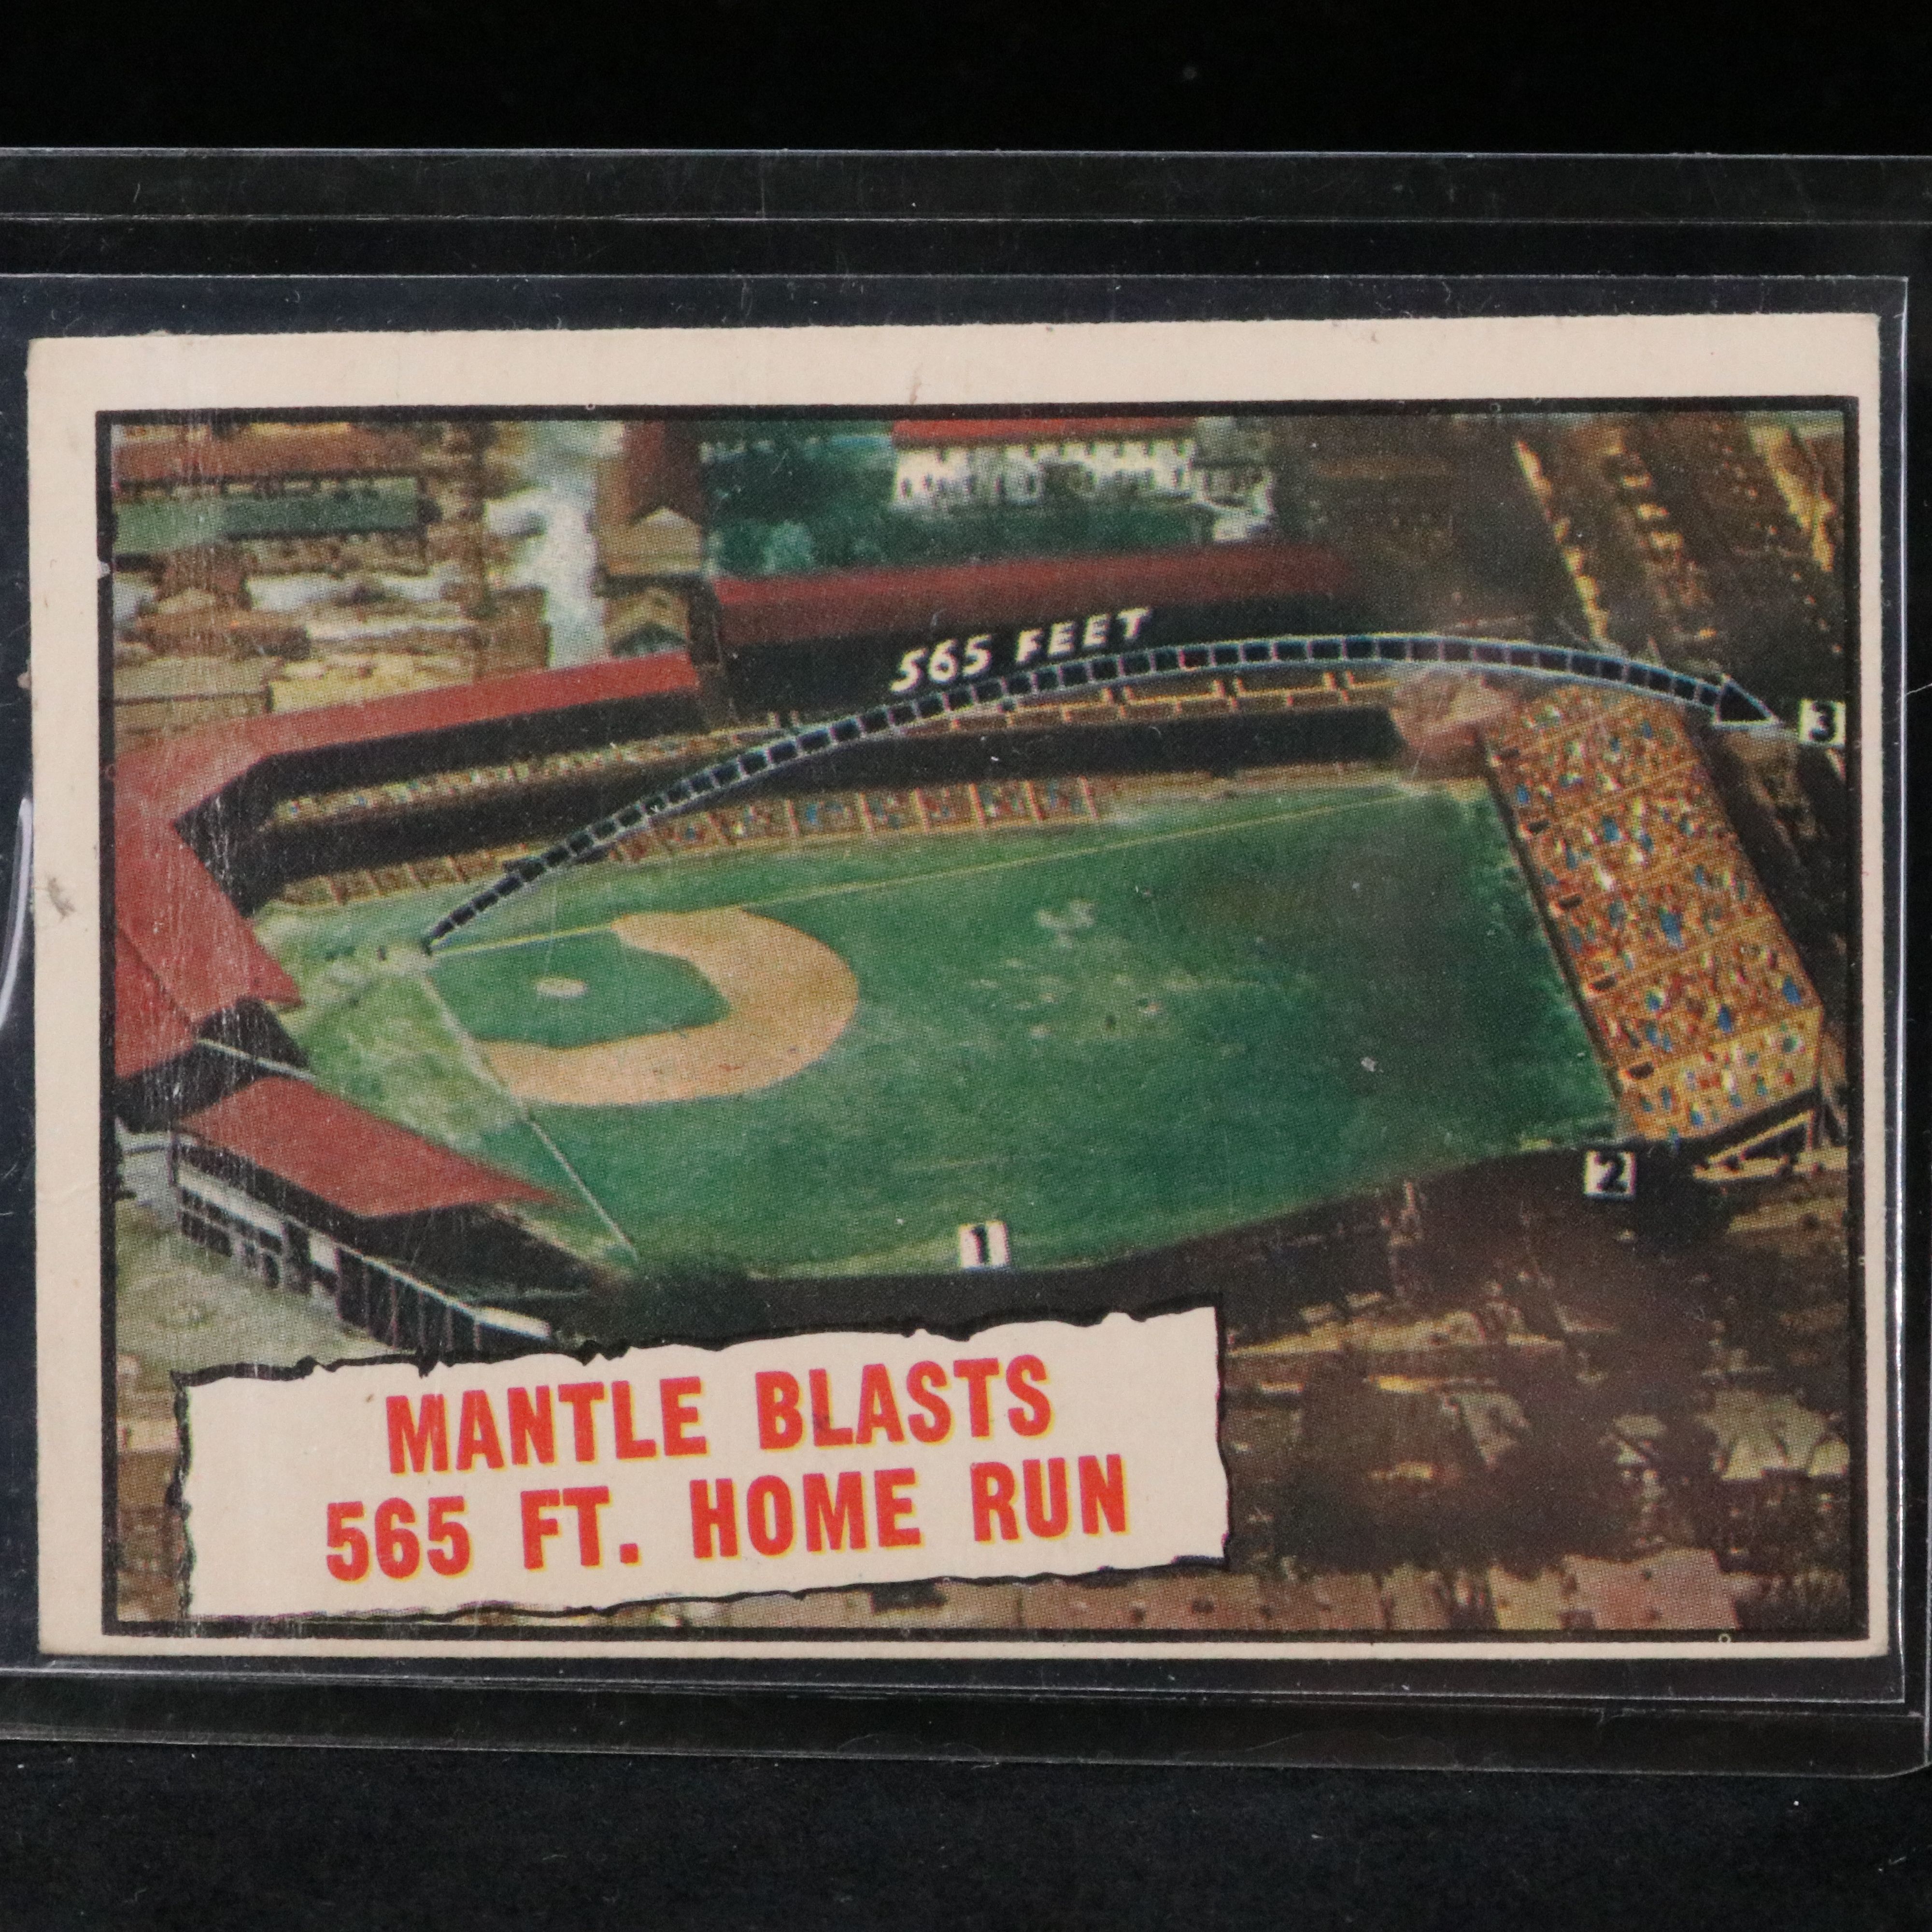 565 FEET
3
2
1
MANTLE BLASTS
565 FT. HOME RUN